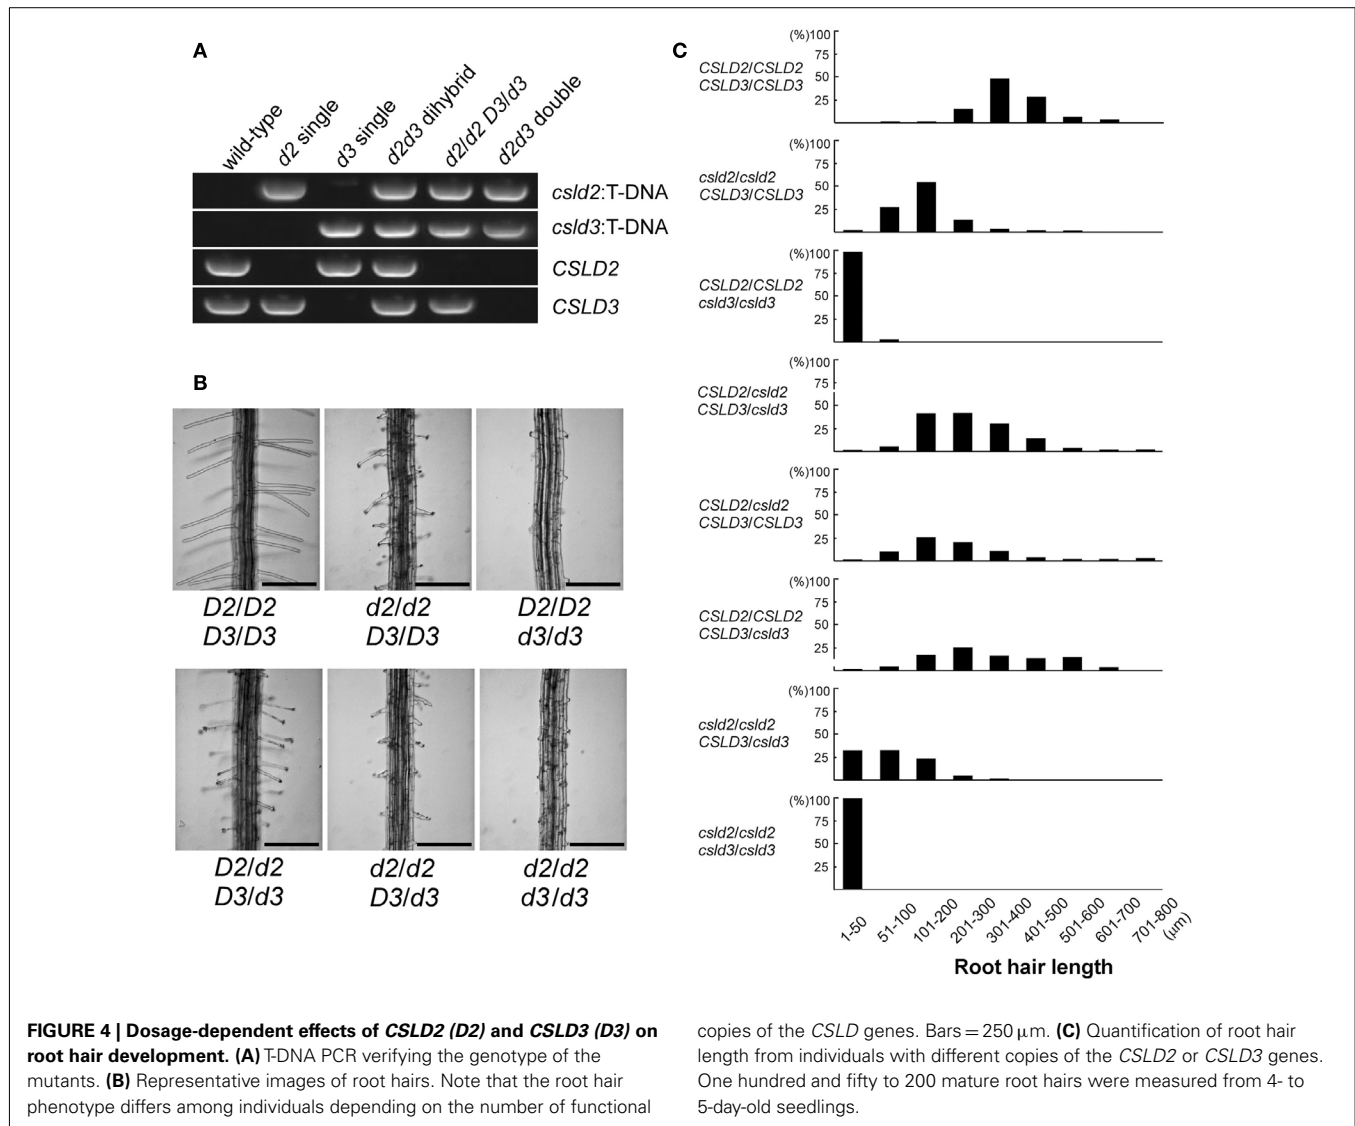 A
wild-type
d2 single
d3 single
d2d3 dihybrid
d2/d2 D3/d3
d2d3 double
csld2:T-DNA
csld3:T-DNA
CSLD2
CSLD3
B
D2/D2
D3/D3
d2/d2
D3/D3
D2/D2
d3/d3
D2/d2
D3/d3
d2/d2
D3/d3
d2/d2
d3/d3
C
CSLD2/CSLD2
CSLD3/CSLD3
(%)100
75
50
25
csld2/csld2
CSLD3/CSLD3
(%)100
75
50
25
CSLD2/CSLD2
csld3/csld3
(%)100
75
50
25
CSLD2/csld2
CSLD3/csld3
(%)100
75
50
25
CSLD2/csld2
CSLD3/CSLD3
(%)100
75
50
25
CSLD2/CSLD2
CSLD3/csld3
(%)100
75
50
25
csld2/csld2
CSLD3/csld3
(%)100
75
50
25
csld2/csld2
csld3/csld3
(%)100
75
50
25
1-50
51-100
101-200
201-300
301-400
401-500
501-600
601-700
701-800
(μm)
Root hair length
FIGURE 4 | Dosage-dependent effects of CSLD2 (D2) and CSLD3 (D3) on
root hair development. (A) T-DNA PCR verifying the genotype of the
mutants. (B) Representative images of root hairs. Note that the root hair
phenotype differs among individuals depending on the number of functional
copies of the CSLD genes. Bars = 250 μm. (C) Quantification of root hair
length from individuals with different copies of the CSLD2 or CSLD3 genes.
One hundred and fifty to 200 mature root hairs were measured from 4- to
5-day-old seedlings.